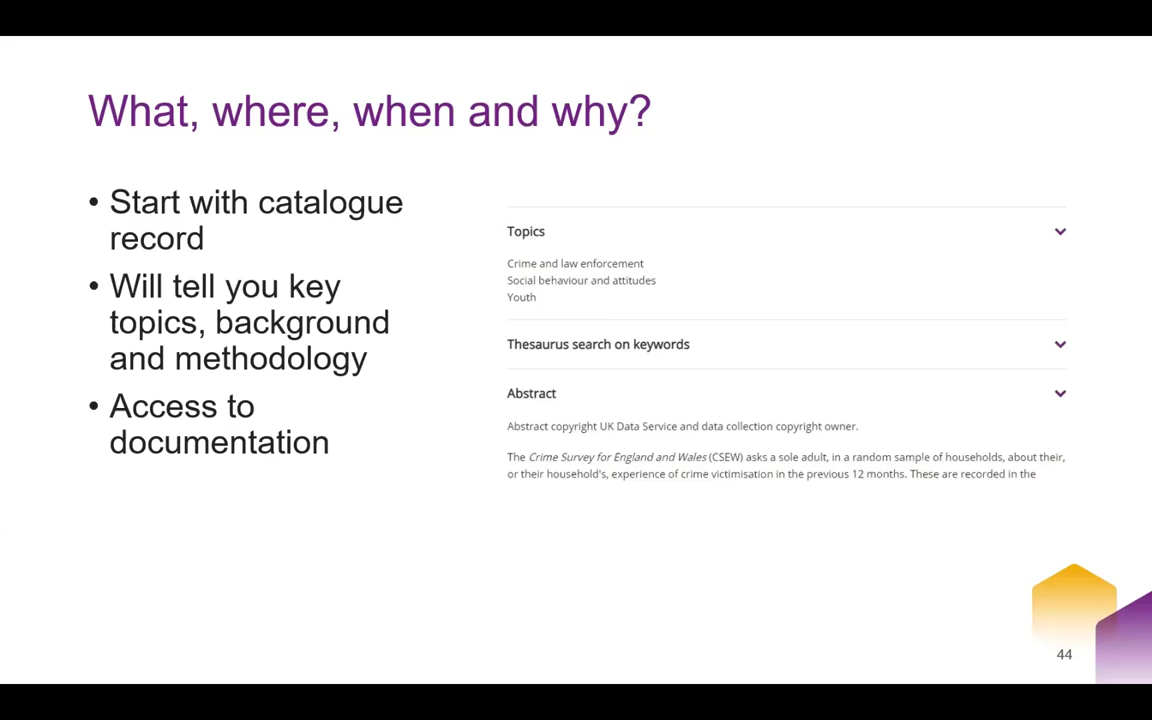 What, where, when and why?
• Start with catalogue
record
• Will tell you key
topics, background
and methodology
• Access to
documentation
Topics
Crime and law enforcement
Social behaviour and attitudes
Youth
Thesaurus search on keywords
Abstract
Abstract copyright UK Data Service and data collection copyright owner.
The Crime Survey for England and Wales (CSEW) asks a sole adult, in a random sample of households, about their,
or their household's, experience of crime victimisation in the previous 12 months. These are recorded in the
44